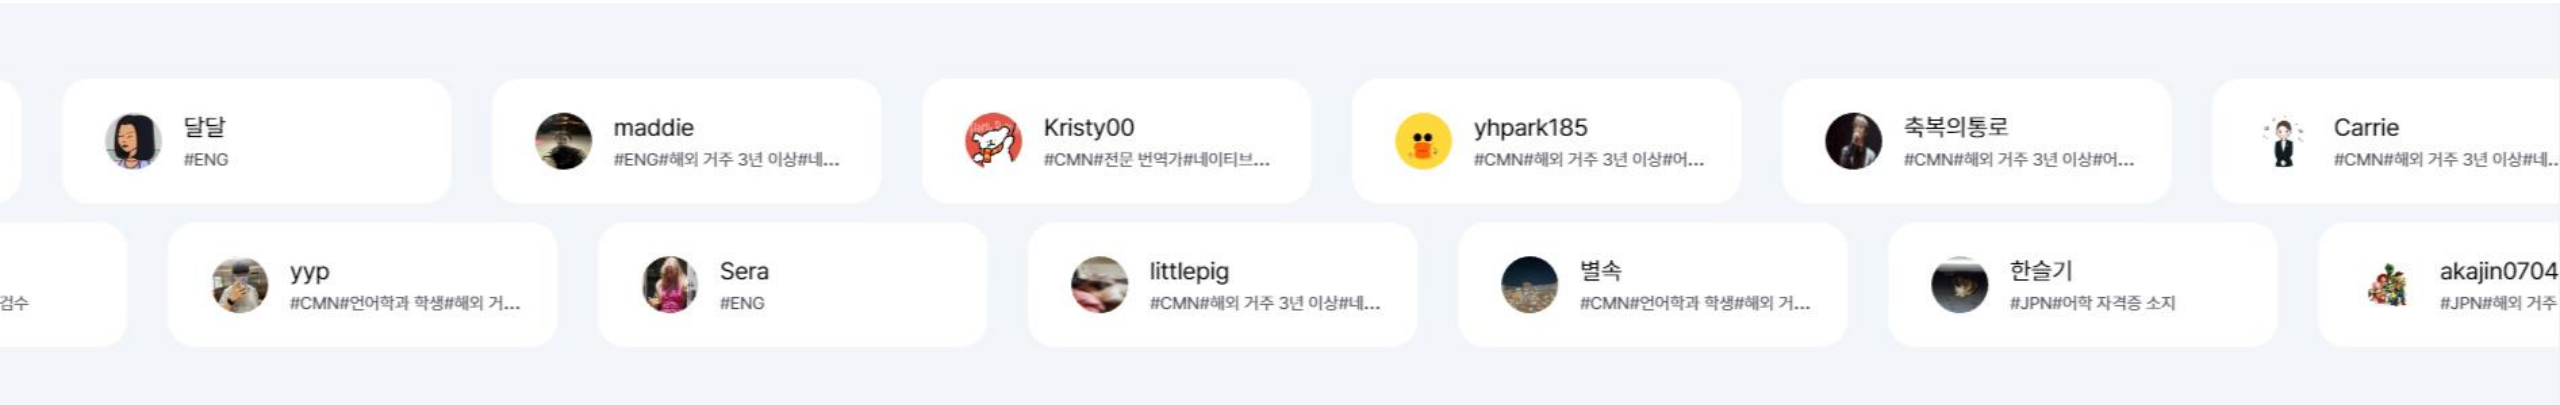 달달
#ENG
maddie
#ENG#해외 거주 3년 이상#네...
Kristy00
#CMN#전문 번역가#네이티브...
yhpark185
#CMN#해외 거주 3년 이상#어...
축복의통로
#CMN#해외 거주 3년 이상#어...
Carrie
#CMN#해외 거주 3년 이상#네...
검수
yyp
#CMN#언어학과 학생#해외 거...
Sera
#ENG
littlepig
#CMN#해외 거주 3년 이상#네...
별속
#CMN#언어학과 학생#해외 거...
한슬기
#JPN#어학 자격증 소지
akajin0704
#JPN#해외 거주